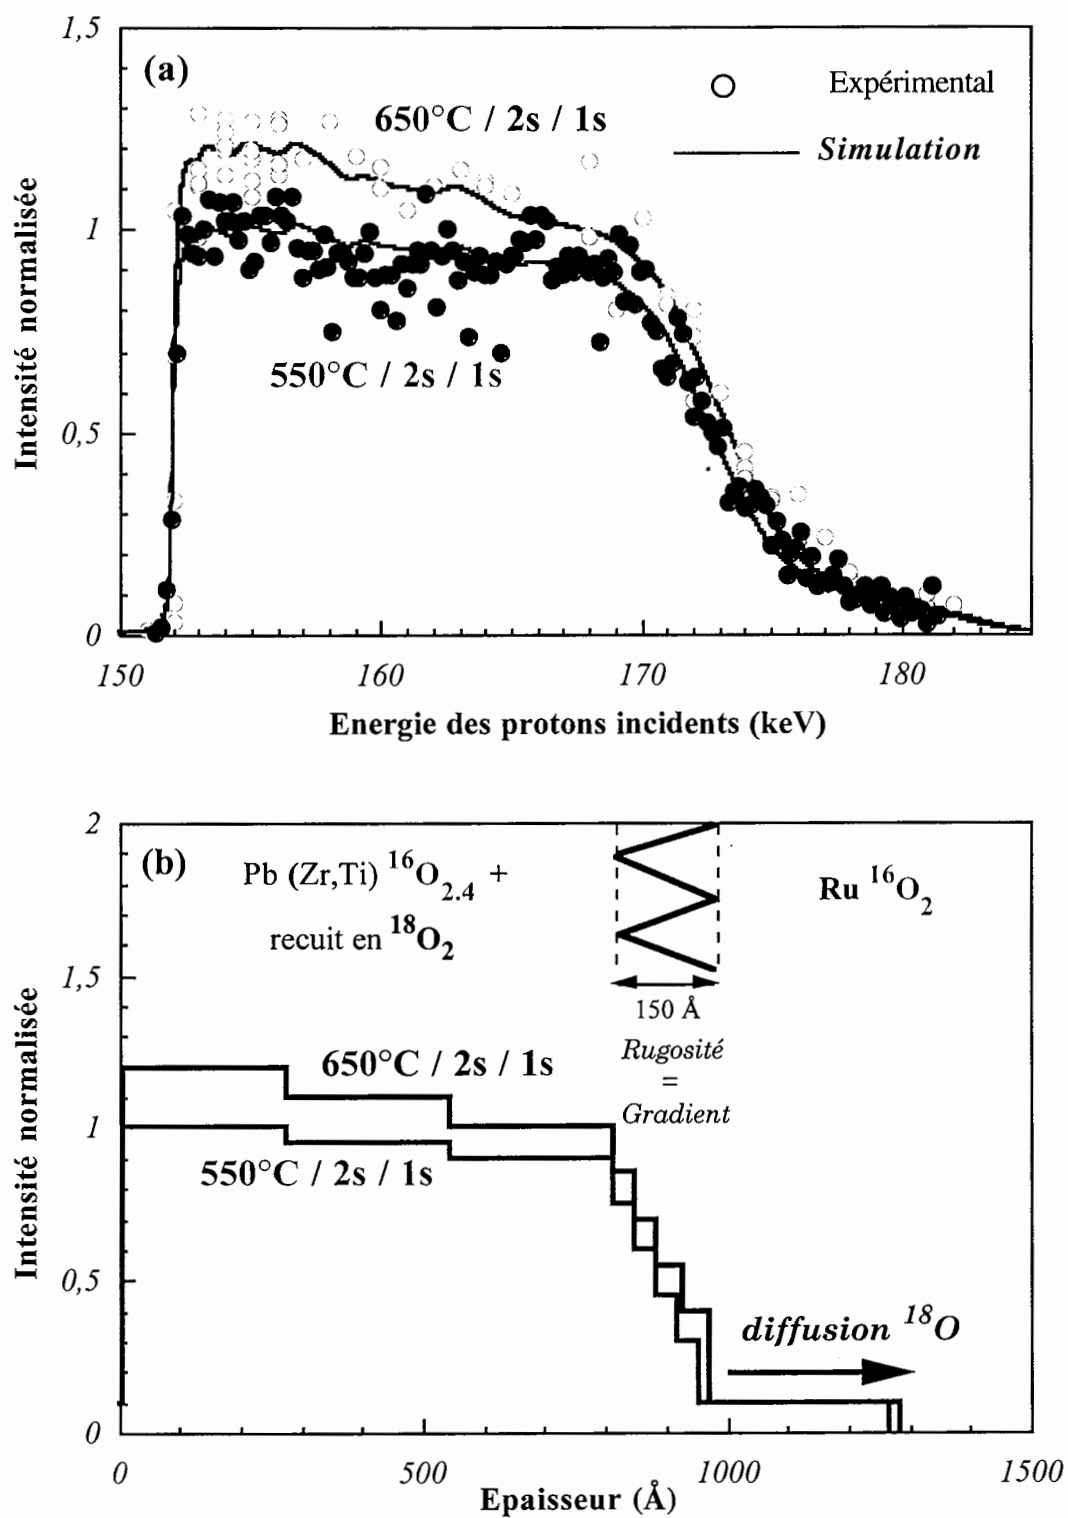 1,5
(a)
Expérimental
650°C / 2s / 1s
Simulation
1
0,5
0
550°C / 2s / 1s
Intensité normalisée
150 160 170 180
Energie des protons incidents (keV)
2
(b)
Pb (Zr,Ti) ¹⁶O₂.₄ +
recuit en ¹⁸O₂
Ru ¹⁶O₂
150 Å
Rugosité
=
Gradient
1,5
650°C / 2s / 1s
1
550°C / 2s / 1s
0,5
diffusion ¹⁸O
0
Intensité normalisée
0 500 1000 1500
Epaisseur (Å)